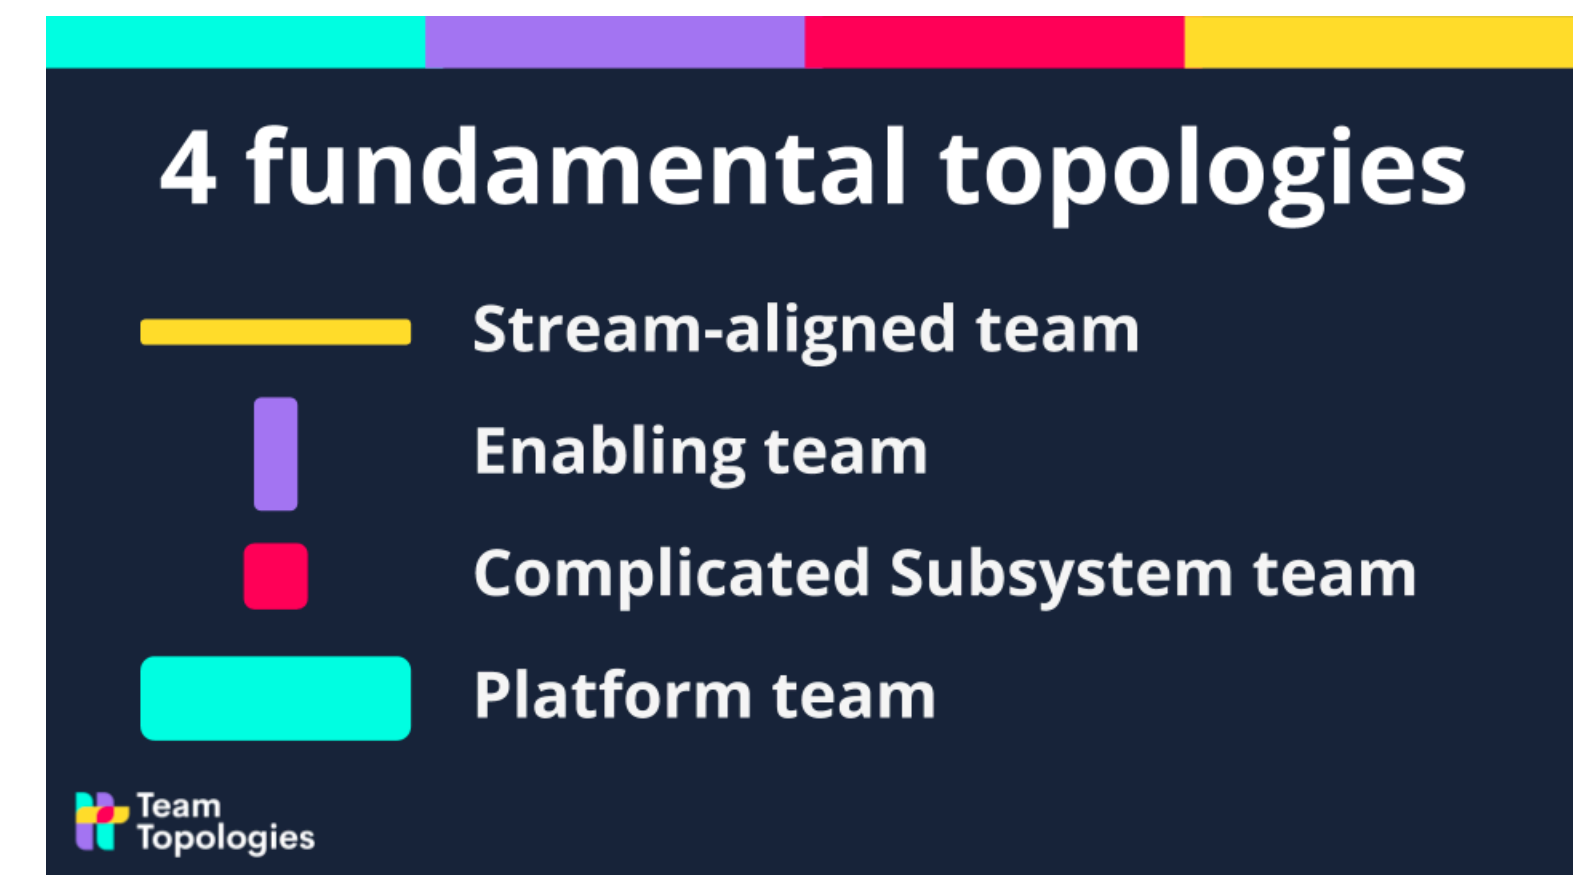 4 fundamental topologies
Stream-aligned team
Enabling team
Complicated Subsystem team
Platform team
Team
Topologies